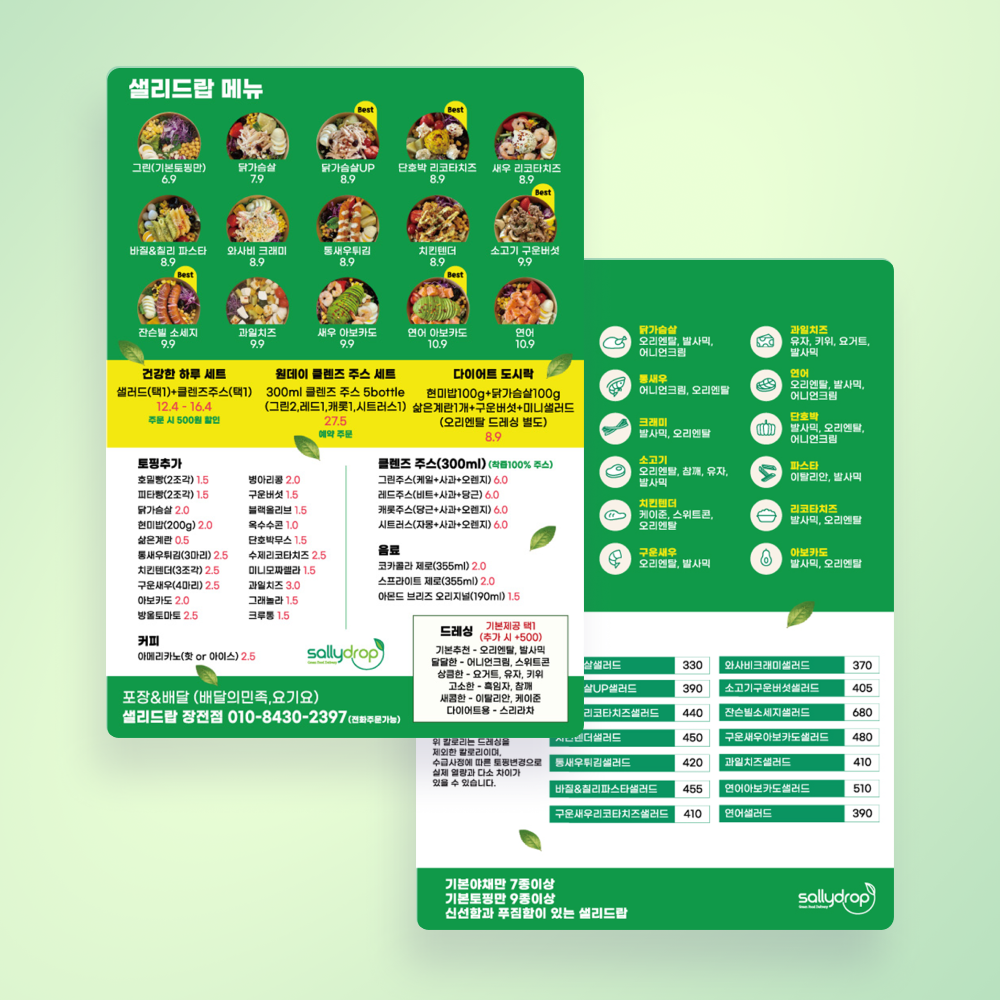 샐리드랍 메뉴
Best
Best
그린(기본토핑만)
6.9
닭가슴살
7.9
닭가슴살UP
8.9
단호박 리코타치즈
8.9
새우 리코타치즈
8.9
Best
바질&칠리 파스타
8.9
와사비 크래미
8.9
통새우튀김
8.9
치킨텐더
8.9
소고기 구운버섯
9.9
Best
Best
잔슨빌 소세지
9.9
과일치즈
9.9
새우 아보카도
9.9
연어 아보카도
10.9
연어
10.9
건강한 하루 세트
샐러드(택1)+클렌즈주스(택1)
12.4 - 16.4
주문 시 500원 할인
원데이 클렌즈 주스 세트
300ml 클렌즈 주스 5bottle
(그린2,레드1,캐롯1,시트러스1)
27.5
예약 주문
다이어트 도시락
현미밥100g+닭가슴살100g
삶은계란1개+구운버섯+미니샐러드
(오리엔탈 드레싱 별도)
8.9
토핑추가
호밀빵(2조각) 1.5
피타빵(2조각) 1.5
닭가슴살 2.0
현미밥(200g) 2.0
삶은계란 0.5
통새우튀김(3마리) 2.5
치킨텐더(3조각) 2.5
구운새우(4마리) 2.5
아보카도 2.0
방울토마토 2.5
병아리콩 2.0
구운버섯 1.5
블랙올리브 1.5
옥수수콘 1.0
단호박무스 1.5
수제리코타치즈 2.5
미니모짜렐라 1.5
과일치즈 3.0
그래놀라 1.5
크루통 1.5
커피
아메리카노(핫 or 아이스) 2.5
클렌즈 주스(300ml) (착즙100% 주스)
그린주스(케일+사과+오렌지) 6.0
레드주스(비트+사과+당근) 6.0
캐롯주스(당근+사과+오렌지) 6.0
시트러스(자몽+사과+오렌지) 6.0
음료
코카콜라 제로(355ml) 2.0
스프라이트 제로(355ml) 2.0
아몬드 브리즈 오리지널(190ml) 1.5
sallydrop
Green Food Delivery
드레싱 기본제공 택1
(추가 시 +500)
기본추천 - 오리엔탈, 발사믹
달달한 - 어니언크림, 스위트콘
상큼한 - 요거트, 유자, 키위
고소한 - 흑임자, 참깨
새콤한 - 이탈리안, 케이준
다이어트용 - 스리라차
포장&배달 (배달의민족,요기요)
샐리드랍 장전점 010-8430-2397(전화주문가능)
닭가슴살
오리엔탈, 발사믹,
어니언크림
통새우
어니언크림, 오리엔탈
크래미
발사믹, 오리엔탈
소고기
오리엔탈, 참깨, 유자,
발사믹
치킨텐더
케이준, 스위트콘,
오리엔탈
구운새우
오리엔탈, 발사믹
과일치즈
유자, 키위, 요거트,
발사믹
연어
오리엔탈, 발사믹,
어니언크림
단호박
발사믹, 오리엔탈,
어니언크림
파스타
이탈리안, 발사믹
리코타치즈
발사믹, 오리엔탈
아보카도
발사믹, 오리엔탈
살샐러드 330
살UP샐러드 390
리코타치즈샐러드 440
치킨텐더샐러드 450
통새우튀김샐러드 420
바질&칠리파스타샐러드 455
구운새우리코타치즈샐러드 410
와사비크래미샐러드 370
소고기구운버섯샐러드 405
잔슨빌소세지샐러드 680
구운새우아보카도샐러드 480
과일치즈샐러드 410
연어아보카도샐러드 510
연어샐러드 390
위 칼로리는 드레싱을
제외한 칼로리이며,
수급사정에 따른 토핑변경으로
실제 열량과 다소 차이가
있을 수 있습니다.
기본야채만 7종이상
기본토핑만 9종이상
신선함과 푸짐함이 있는 샐리드랍
sallydrop
Green Food Delivery